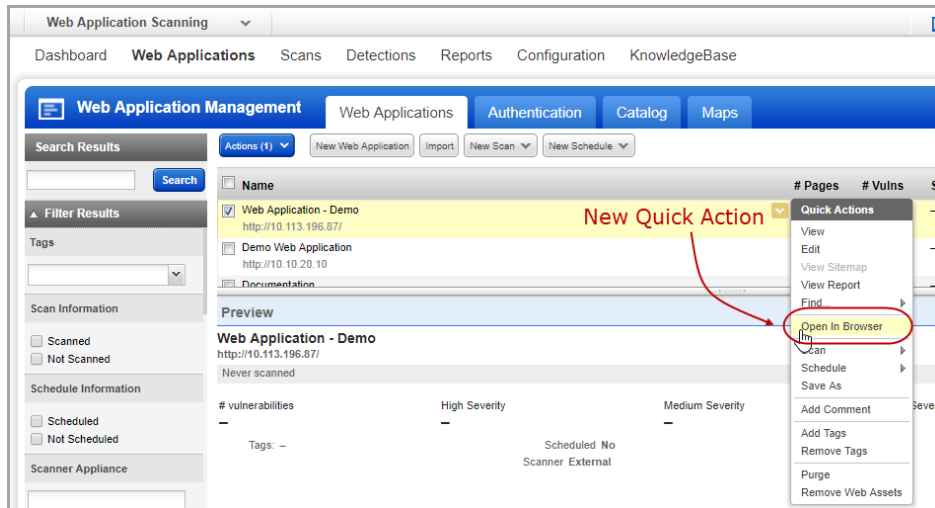 Web Application Scanning
Dashboard Web Applications Scans Detections Reports Configuration KnowledgeBase
Web Application Management Web Applications Authentication Catalog Maps
Search Results
Actions (1) New Web Application Import New Scan New Schedule
Search
Name # Pages # Vulns S
Filter Results
Web Application - Demo
http://10.113.196.87/
New Quick Action
Quick Actions
View
Edit
View Sitemap
View Report
Find...
Open In Browser
Scan
Schedule
Save As
Add Comment
Add Tags
Remove Tags
Purge
Remove Web Assets
Tags
Demo Web Application
http://10.10.20.10
Documentation
Scan Information
Scanned
Not Scanned
Schedule Information
Scheduled
Not Scheduled
Scanner Appliance
Preview
Web Application - Demo
http://10.113.196.87/
Never scanned
# vulnerabilities High Severity Medium Severity Seve
– – –
Tags: – Scheduled No
Scanner External